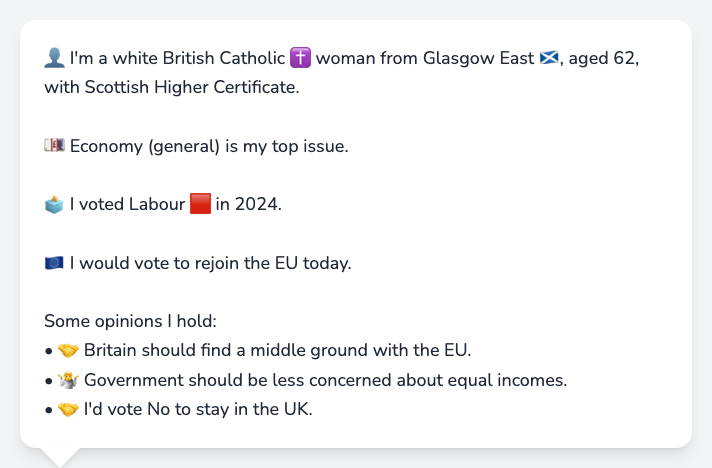 👤 I'm a white British Catholic ✝️ woman from Glasgow East 🏴󠁧󠁢󠁳󠁣󠁴󠁿, aged 62,
with Scottish Higher Certificate.
💷 Economy (general) is my top issue.
🗳️ I voted Labour 🟥 in 2024.
🇪🇺 I would vote to rejoin the EU today.
Some opinions I hold:
• 🤝 Britain should find a middle ground with the EU.
• 🤷 Government should be less concerned about equal incomes.
• 🤝 I'd vote No to stay in the UK.